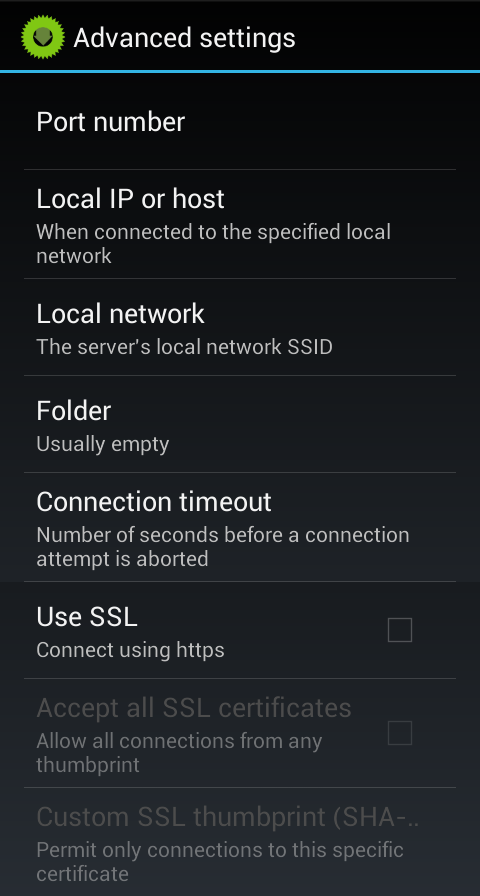 Advanced settings
Port number
Local IP or host
When connected to the specified local
network
Local network
The server's local network SSID
Folder
Usually empty
Connection timeout
Number of seconds before a connection
attempt is aborted
Use SSL
Connect using https
Accept all SSL certificates
Allow all connections from any
thumbprint
Custom SSL thumbprint (SHA-..
Permit only connections to this specific
certificate